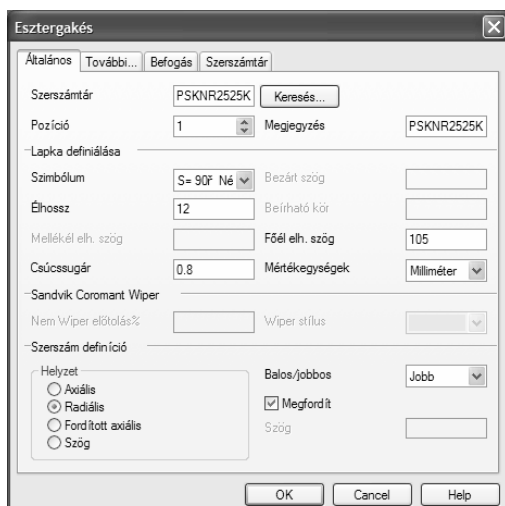 Esztergakés
Általános További... Befogás Szerszámtár
Szerszámtár PSKNR2525K Keresés...
Pozíció 1 Megjegyzés PSKNR2525K
Lapka definiálása
Szimbólum S= 90ř Né Bezárt szög
Élhossz 12 Beírható kör
Mellékél elh. szög Főél elh. szög 105
Csúcssugár 0.8 Mértékegységek Milliméter
Sandvik Coromant Wiper
Nem Wiper előtolás% Wiper stílus
Szerszám definíció
Helyzet Balos/jobbos Jobb
Axiális
Radiális Megfordít
Fordított axiális Szög
Szög
OK Cancel Help